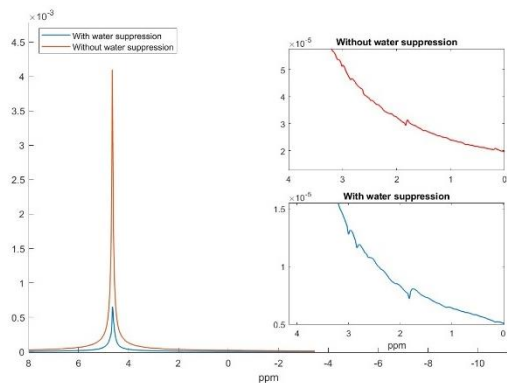 ×10⁻³
4.5
4
3.5
3
2.5
2
1.5
1
0.5
0
8 6 4 2 0 -2 -4 -6 -8 -10
ppm
With water suppression
Without water suppression
Without water suppression
×10⁻⁵
5
4
3
2
4 3 2 1 0
With water suppression
×10⁻⁵
1.5
1
0.5
4 3 2 1 0
ppm